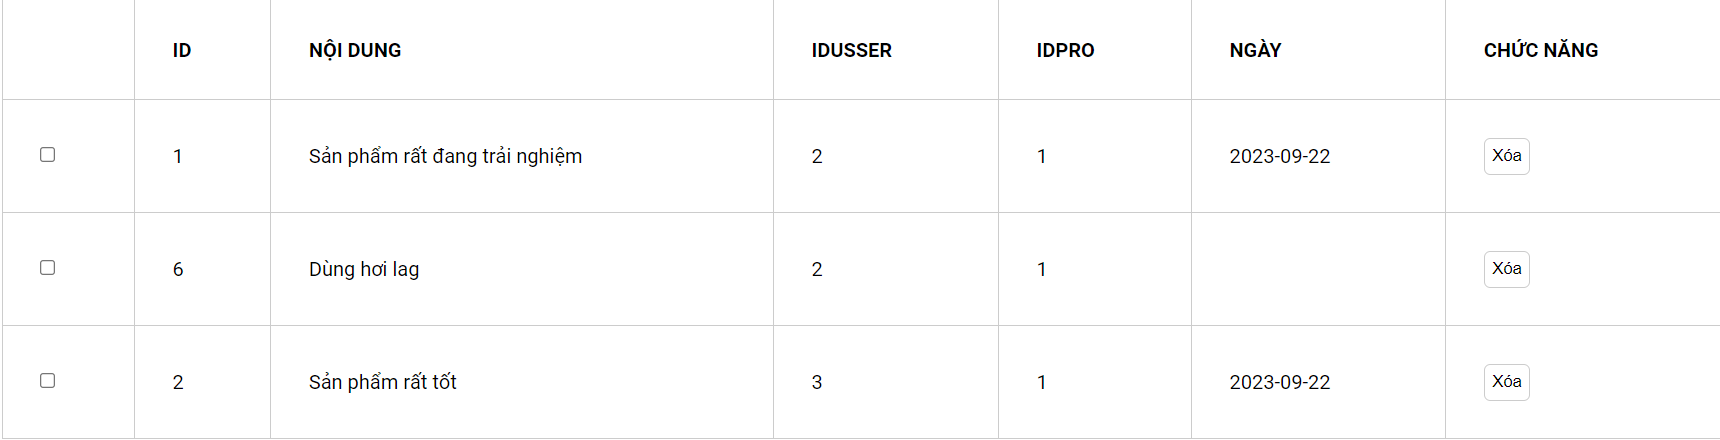 ID NỘI DUNG IDUSSER IDPRO NGÀY CHỨC NĂNG
1 Sản phẩm rất đang trải nghiệm 2 1 2023-09-22 Xóa
6 Dùng hơi lag 2 1 Xóa
2 Sản phẩm rất tốt 3 1 2023-09-22 Xóa